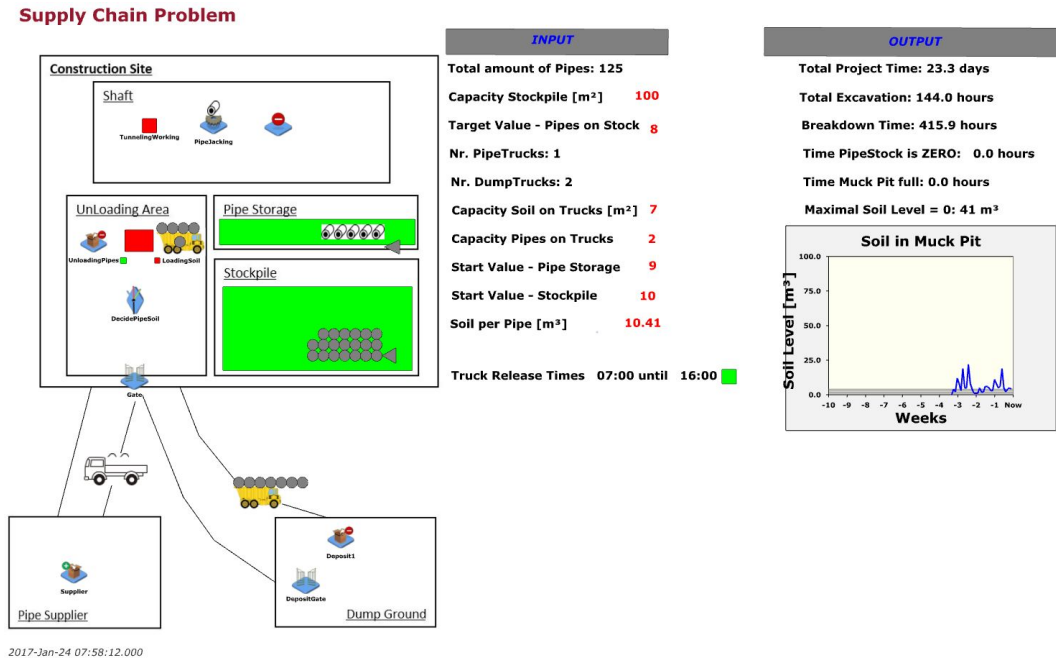 Supply Chain Problem
Construction Site
Shaft
TunnelingWorking
PipeJacking
UnLoading Area
UnloadingPipes
LoadingSoil
DecidePipeSoil
Pipe Storage
Stockpile
Gate
Supplier
Pipe Supplier
Deposit1
DepositGate
Dump Ground
2017-Jan-24 07:58:12.000
INPUT
Total amount of Pipes: 125
Capacity Stockpile [m²] 100
Target Value - Pipes on Stock 8
Nr. PipeTrucks: 1
Nr. DumpTrucks: 2
Capacity Soil on Trucks [m²] 7
Capacity Pipes on Trucks 2
Start Value - Pipe Storage 9
Start Value - Stockpile 10
Soil per Pipe [m³] 10.41
Truck Release Times 07:00 until 16:00
OUTPUT
Total Project Time: 23.3 days
Total Excavation: 144.0 hours
Breakdown Time: 415.9 hours
Time PipeStock is ZERO: 0.0 hours
Time Muck Pit full: 0.0 hours
Maximal Soil Level = 0: 41 m³
Soil in Muck Pit
Soil Level [m³]
100.0
75.0
50.0
25.0
0.0
-10 -9 -8 -7 -6 -5 -4 -3 -2 -1 Now
Weeks